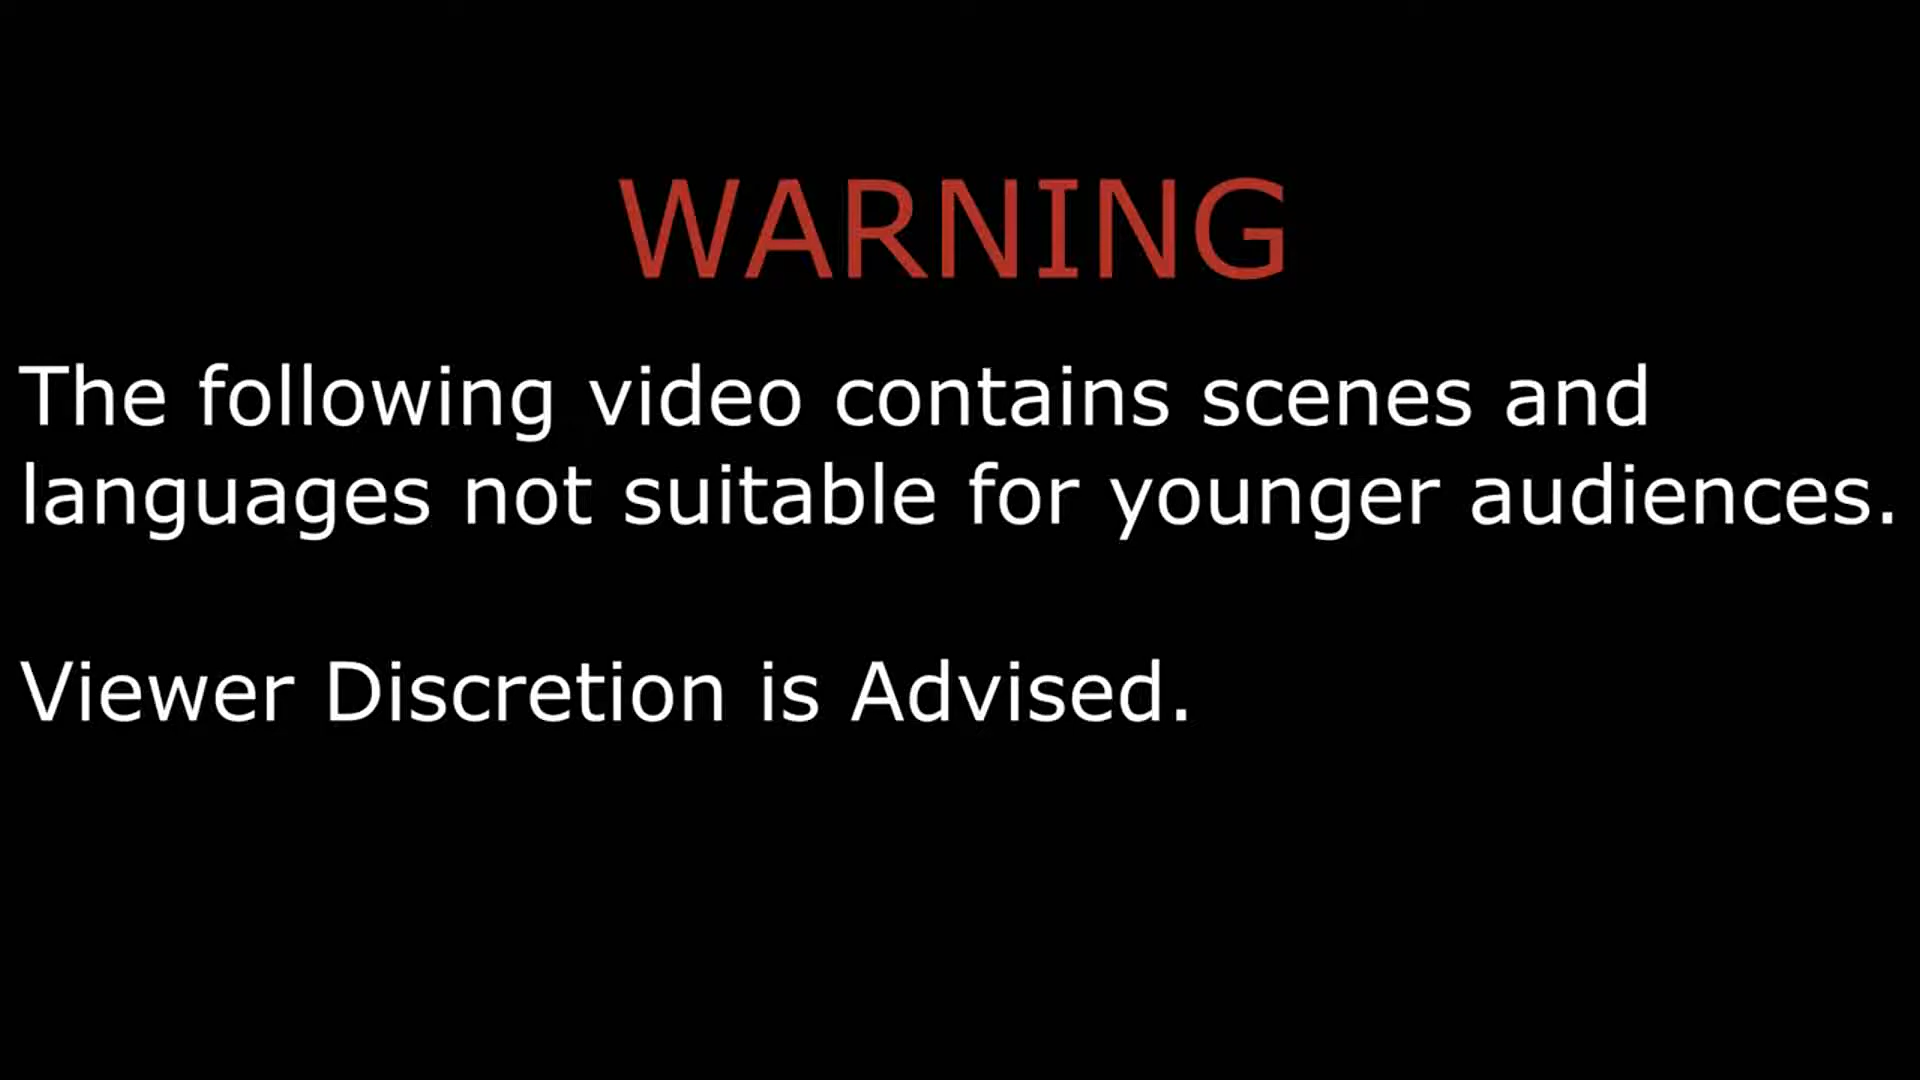 WARNING
The following video contains scenes and
languages not suitable for younger audiences.
Viewer Discretion is Advised.